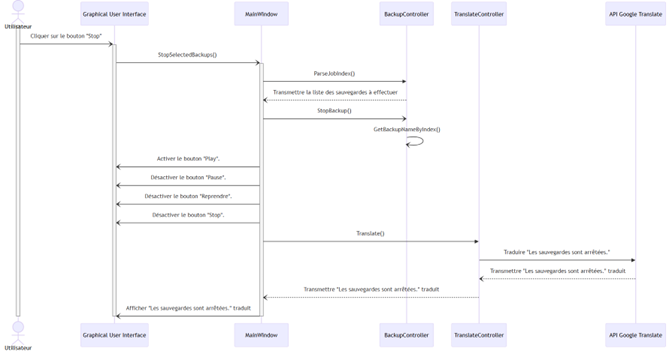 Utilisateur
Graphical User Interface
MainWindow
BackupController
TranslateController
API Google Translate
Cliquer sur le bouton "Stop"
StopSelectedBackups()
ParseJobIndex()
Transmettre la liste des sauvegardes à effectuer
StopBackup()
GetBackupNameByIndex()
Activer le bouton "Play".
Désactiver le bouton "Pause".
Désactiver le bouton "Reprendre".
Désactiver le bouton "Stop".
Translate()
Traduire "Les sauvegardes sont arrêtées."
Transmettre "Les sauvegardes sont arrêtées." traduit
Transmettre "Les sauvegardes sont arrêtées." traduit
Afficher "Les sauvegardes sont arrêtées." traduit
Utilisateur
Graphical User Interface
MainWindow
BackupController
TranslateController
API Google Translate